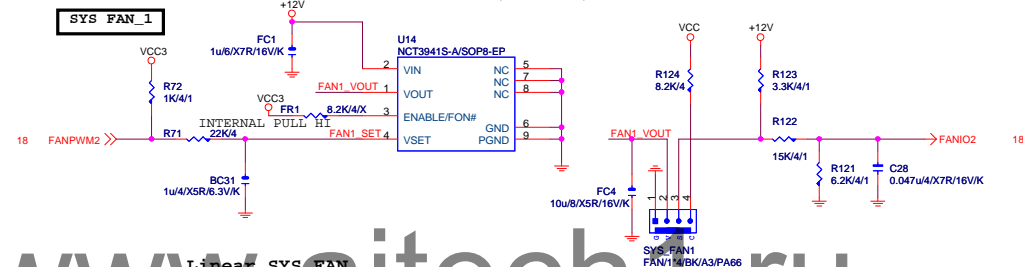 SYS FAN_1
+12V
FC1
1u/6/X7R/16V/K
VCC3
R72
1K/4/1
VCC3
FR1
8.2K/4/X
INTERNAL PULL HI
18
FANPWM2
R71
22K/4
FAN1_SET
BC31
1u/4/X5R/6.3V/K
FAN1_VOUT
U14
NCT3941S-A/SOP8-EP
2
VIN
1
VOUT
3
ENABLE/FON#
4
VSET
NC
5
NC
7
NC
8
GND
6
PGND
9
VCC
R124
8.2K/4
+12V
R123
3.3K/4/1
R122
15K/4/1
FANIO2
18
R121
6.2K/4/1
C28
0.047u/4/X7R/16V/K
FAN1_VOUT
FC4
10u/8/X5R/16V/K
1
2
3
4
SYS_FAN1
FAN/1*4/BK/A3/PA66
Linear SYS FAN